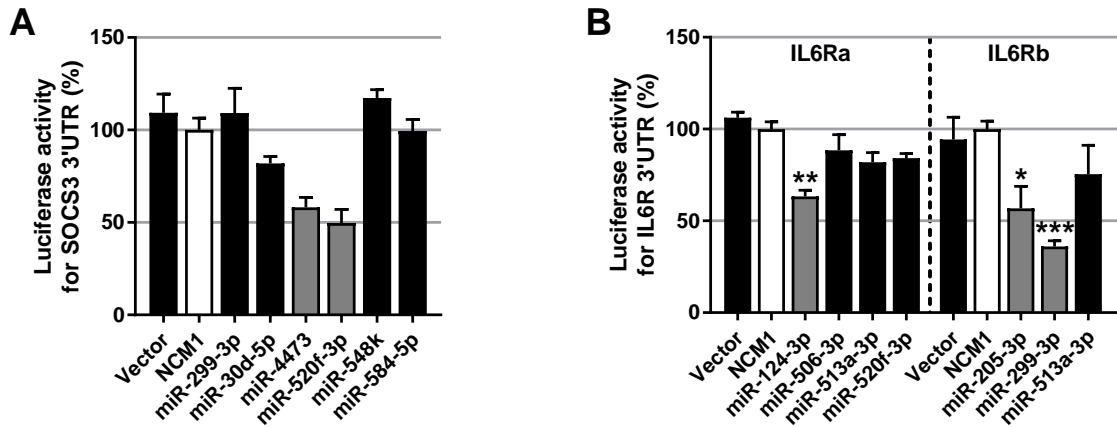 A
Luciferase activity
for SOCS3 3'UTR (%)
150
100
50
0
Vector
NCM1
miR-299-3p
miR-30d-5p
miR-4473
miR-520f-3p
miR-548k
miR-584-5p
B
Luciferase activity
for IL6R 3'UTR (%)
150
100
50
0
IL6Ra
IL6Rb
**
*
***
Vector
NCM1
miR-124-3p
miR-506-3p
miR-513a-3p
miR-520f-3p
Vector
NCM1
miR-205-3p
miR-299-3p
miR-513a-3p